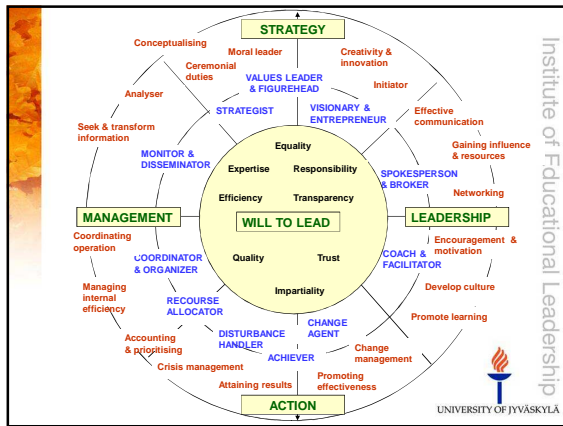 STRATEGY
Conceptualising
Moral leader
Creativity &
innovation
Ceremonial
duties
VALUES LEADER
& FIGUREHEAD
Initiator
Analyser
STRATEGIST
VISIONARY &
ENTREPRENEUR
Effective
communication
Seek & transform
information
Equality
Gaining influence
& resources
MONITOR &
DISSEMINATOR
Expertise
Responsibility
SPOKESPERSON
& BROKER
Efficiency
Transparency
Networking
MANAGEMENT
WILL TO LEAD
LEADERSHIP
Coordinating
operation
Encouragement &
motivation
COORDINATOR
& ORGANIZER
Quality
Trust
COACH &
FACILITATOR
Managing
internal
efficiency
Impartiality
Develop culture
RECOURSE
ALLOCATOR
Promote learning
Accounting
& prioritising
DISTURBANCE
HANDLER
CHANGE
AGENT
Change
management
ACHIEVER
Crisis management
Attaining results
Promoting
effectiveness
ACTION
Institute of Educational Leadership
UNIVERSITY OF JYVÄSKYLÄ